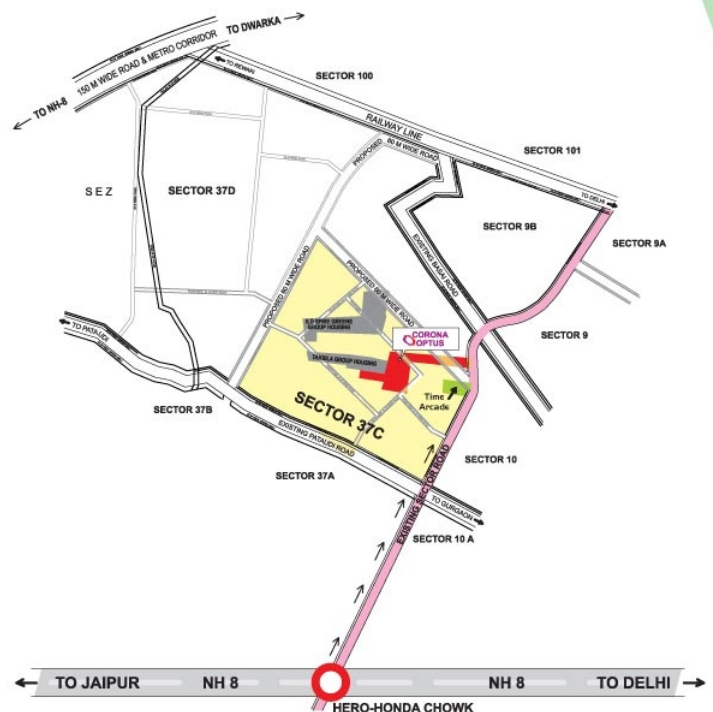 TO DWARKA
150 M WIDE ROAD & METRO CORRIDOR
TO NH-8
TO REWARI
SECTOR 100
RAILWAY LINE
SECTOR 101
TO DELHI
PROPOSED 60 M WIDE ROAD
SEZ
SECTOR 37D
SECTOR 9B
SECTOR 9A
EXISTING BASAI ROAD
PROPOSED 60 M WIDE ROAD
PROPOSED 60 M WIDE ROAD
SECTOR 9
TO PATAUDI
GROUP HOUSING
CORONA
OPTUS
TAKSILA GROUP HOUSING
Time
Arcade
SECTOR 37C
SECTOR 37B
EXISTING PATAUDI ROAD
SECTOR 10
SECTOR 37A
EXISTING SECTOR ROAD
TO GURGAON
SECTOR 10 A
TO JAIPUR
NH 8
NH 8
TO DELHI
HERO-HONDA CHOWK